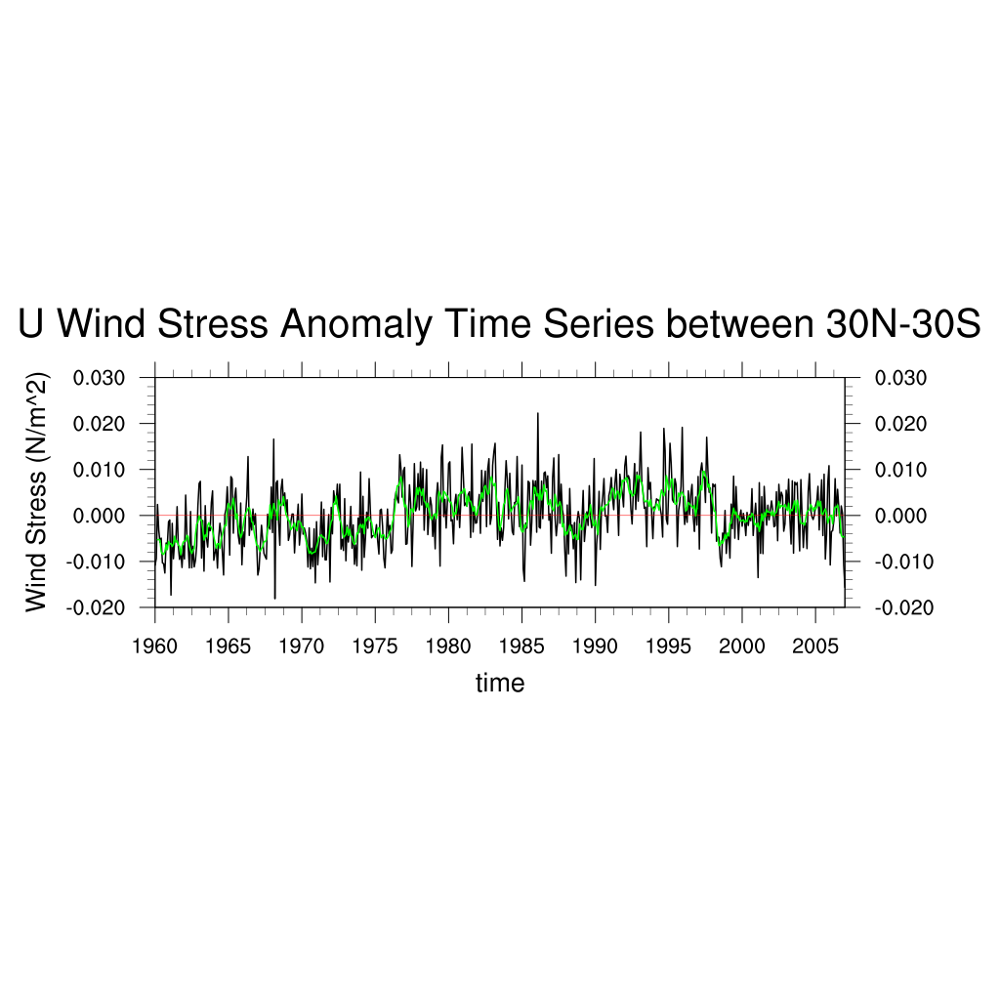 U Wind Stress Anomaly Time Series between 30N-30S
Wind Stress (N/m^2)
0.030 0.030
0.020 0.020
0.010 0.010
0.000 0.000
-0.010 -0.010
-0.020 -0.020
1960 1965 1970 1975 1980 1985 1990 1995 2000 2005
time